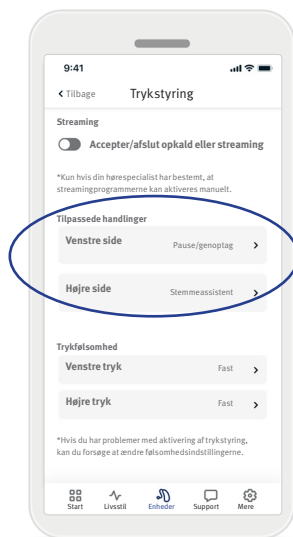 9:41
Tilbage Trykstyring
Streaming
Accepter/afslut opkald eller streaming
*Kun hvis din hørespecialist har bestemt, at
streamingprogrammerne kan aktiveres manuelt.
Tilpassede handlinger
Venstre side Pause/genoptag
Højre side Stemmeassistent
Trykfølsomhed
Venstre tryk Fast
Højre tryk Fast
*Hvis du har problemer med aktivering af trykstyring,
kan du forsøge at ændre følsomhedsindstillingerne.
Start Livsstil Enheder Support Mere